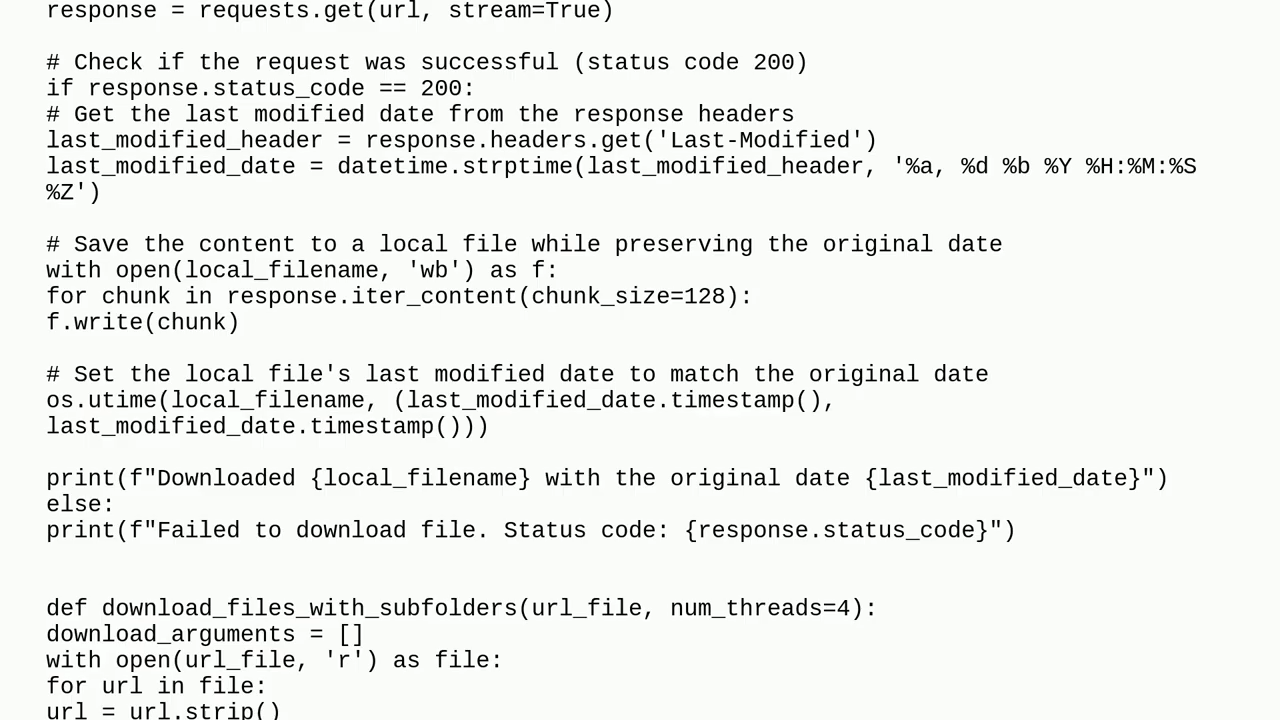 response = requests.get(url, stream=True)
# Check if the request was successful (status code 200)
if response.status_code == 200:
# Get the last modified date from the response headers
last_modified_header = response.headers.get('Last-Modified')
last_modified_date = datetime.strptime(last_modified_header, '%a, %d %b %Y %H:%M:%S
%Z')
# Save the content to a local file while preserving the original date
with open(local_filename, 'wb') as f:
for chunk in response.iter_content(chunk_size=128):
f.write(chunk)
# Set the local file's last modified date to match the original date
os.utime(local_filename, (last_modified_date.timestamp(),
last_modified_date.timestamp()))
print(f"Downloaded {local_filename} with the original date {last_modified_date}")
else:
print(f"Failed to download file. Status code: {response.status_code}")
def download_files_with_subfolders(url_file, num_threads=4):
download_arguments = []
with open(url_file, 'r') as file:
for url in file:
url = url.strip()